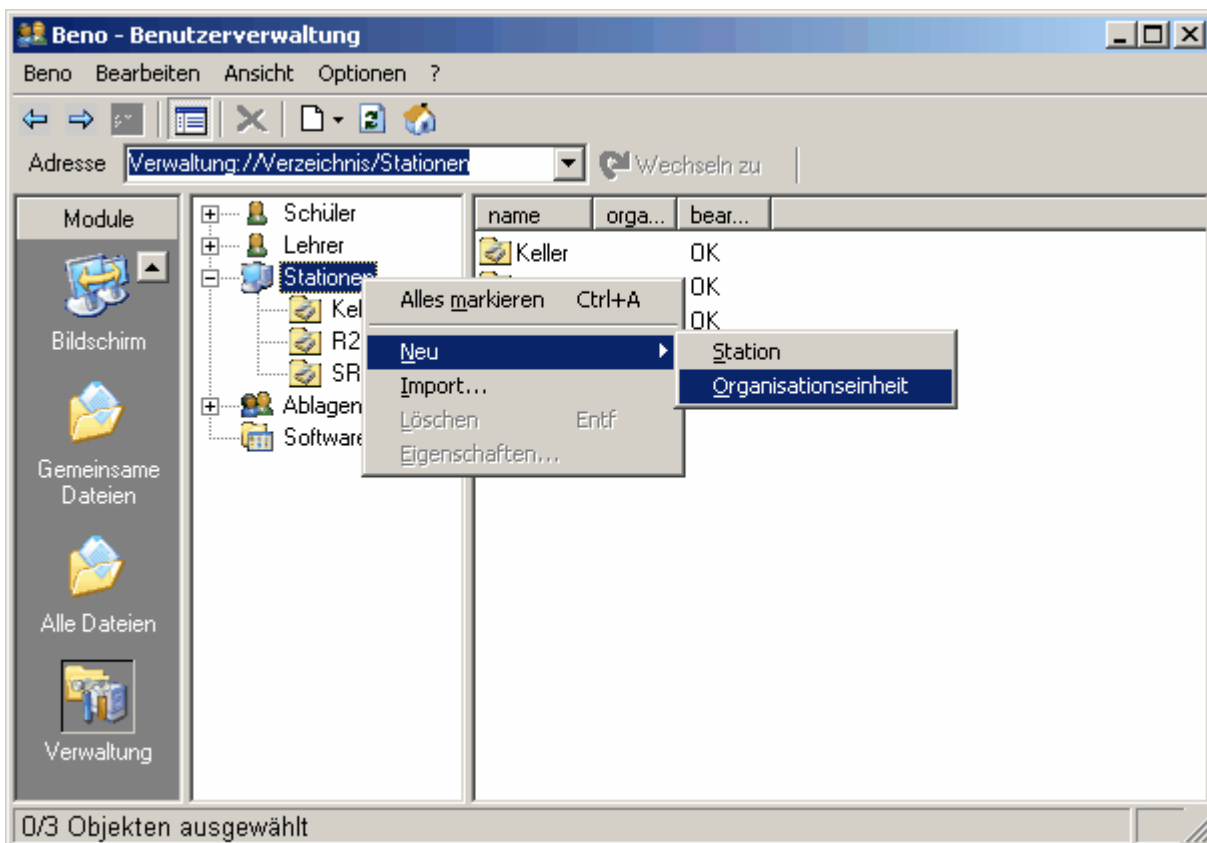 Beno - Benutzerverwaltung
Beno Bearbeiten Ansicht Optionen ?
Adresse Verwaltung://Verzeichnis/Stationen Wechseln zu
Module
Bildschirm
Gemeinsame
Dateien
Alle Dateien
Verwaltung
Schüler
Lehrer
Stationen
Kel
R2
SR
Ablagen
Software
name orga... bear...
Keller OK
OK
OK
Alles markieren Ctrl+A
Neu
Import...
Löschen Entf
Eigenschaften...
Station
Organisationseinheit
0/3 Objekten ausgewählt